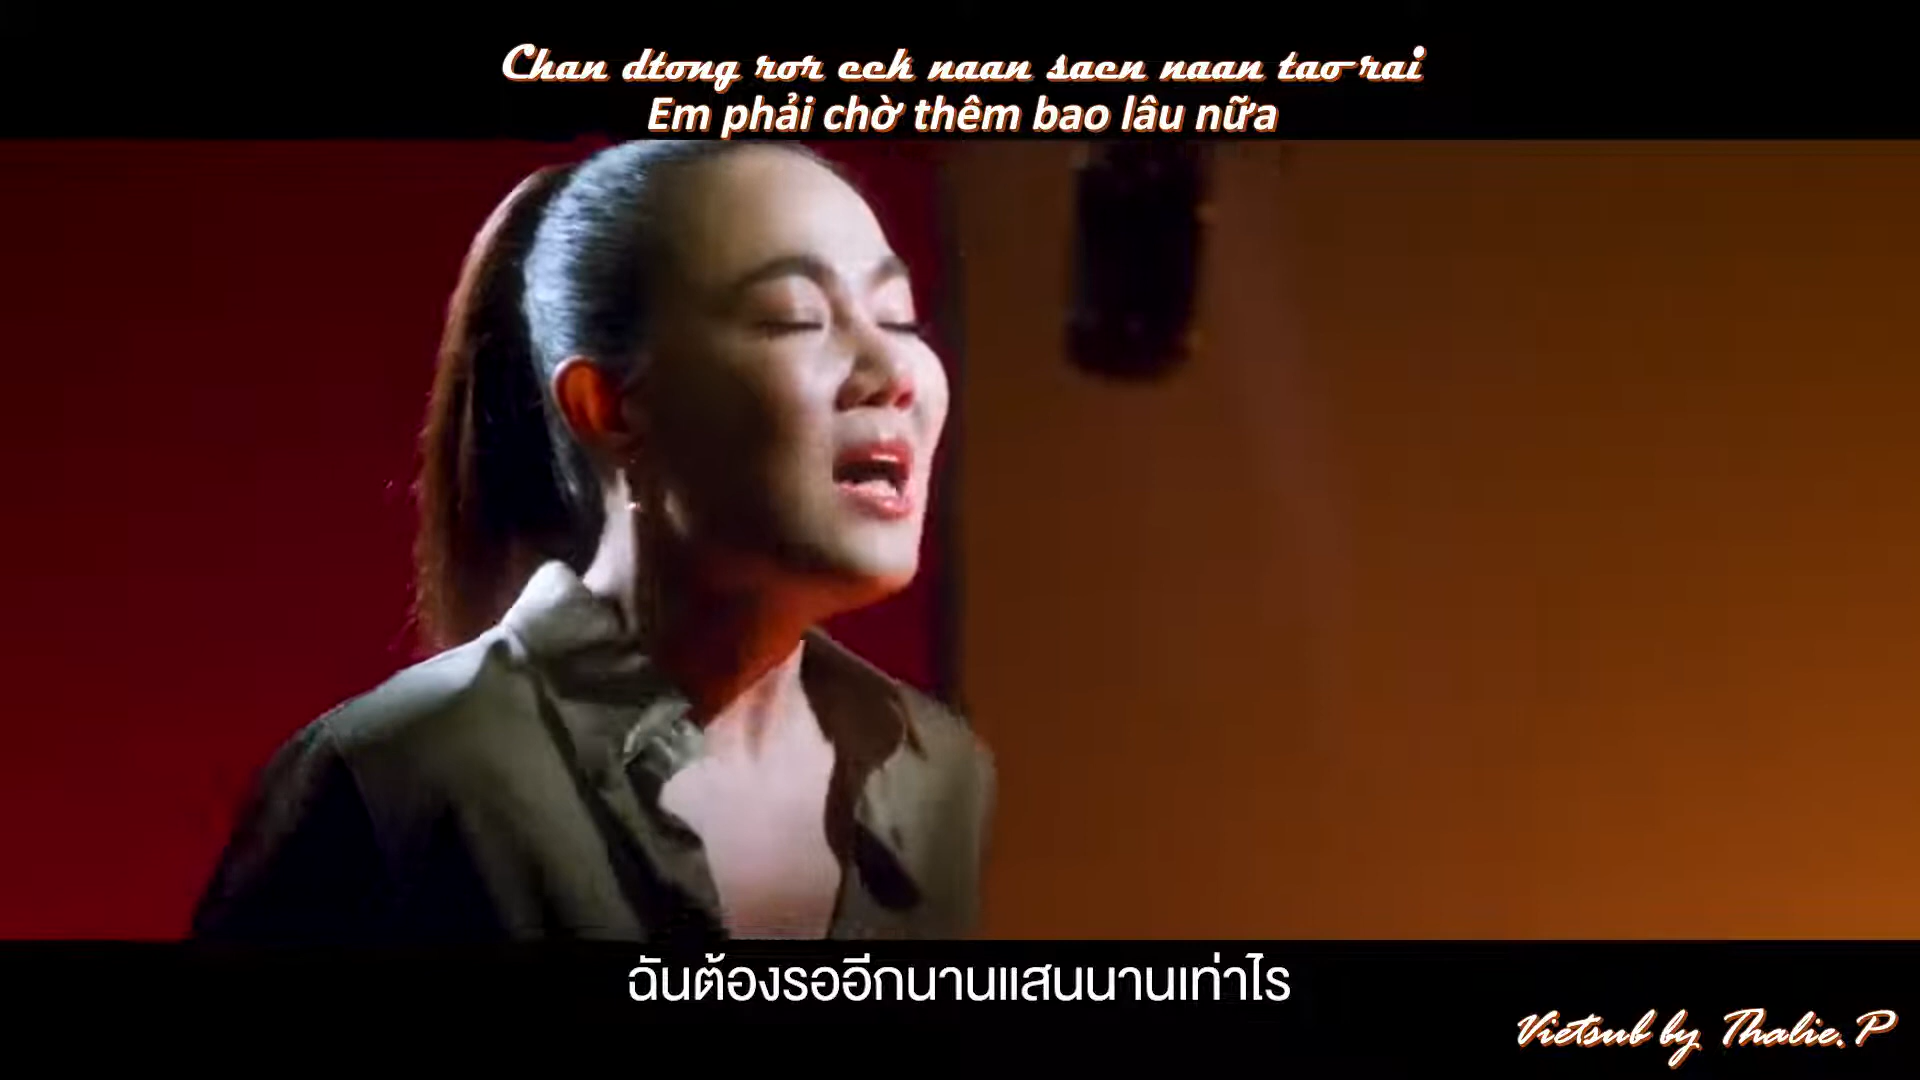 Chan dtong ror eek naan saen naan tao rai
Em phải chờ thêm bao lâu nữa
ฉันต้องรออีกนานแสนนานเท่าไร
Vietsub by Thalie.P